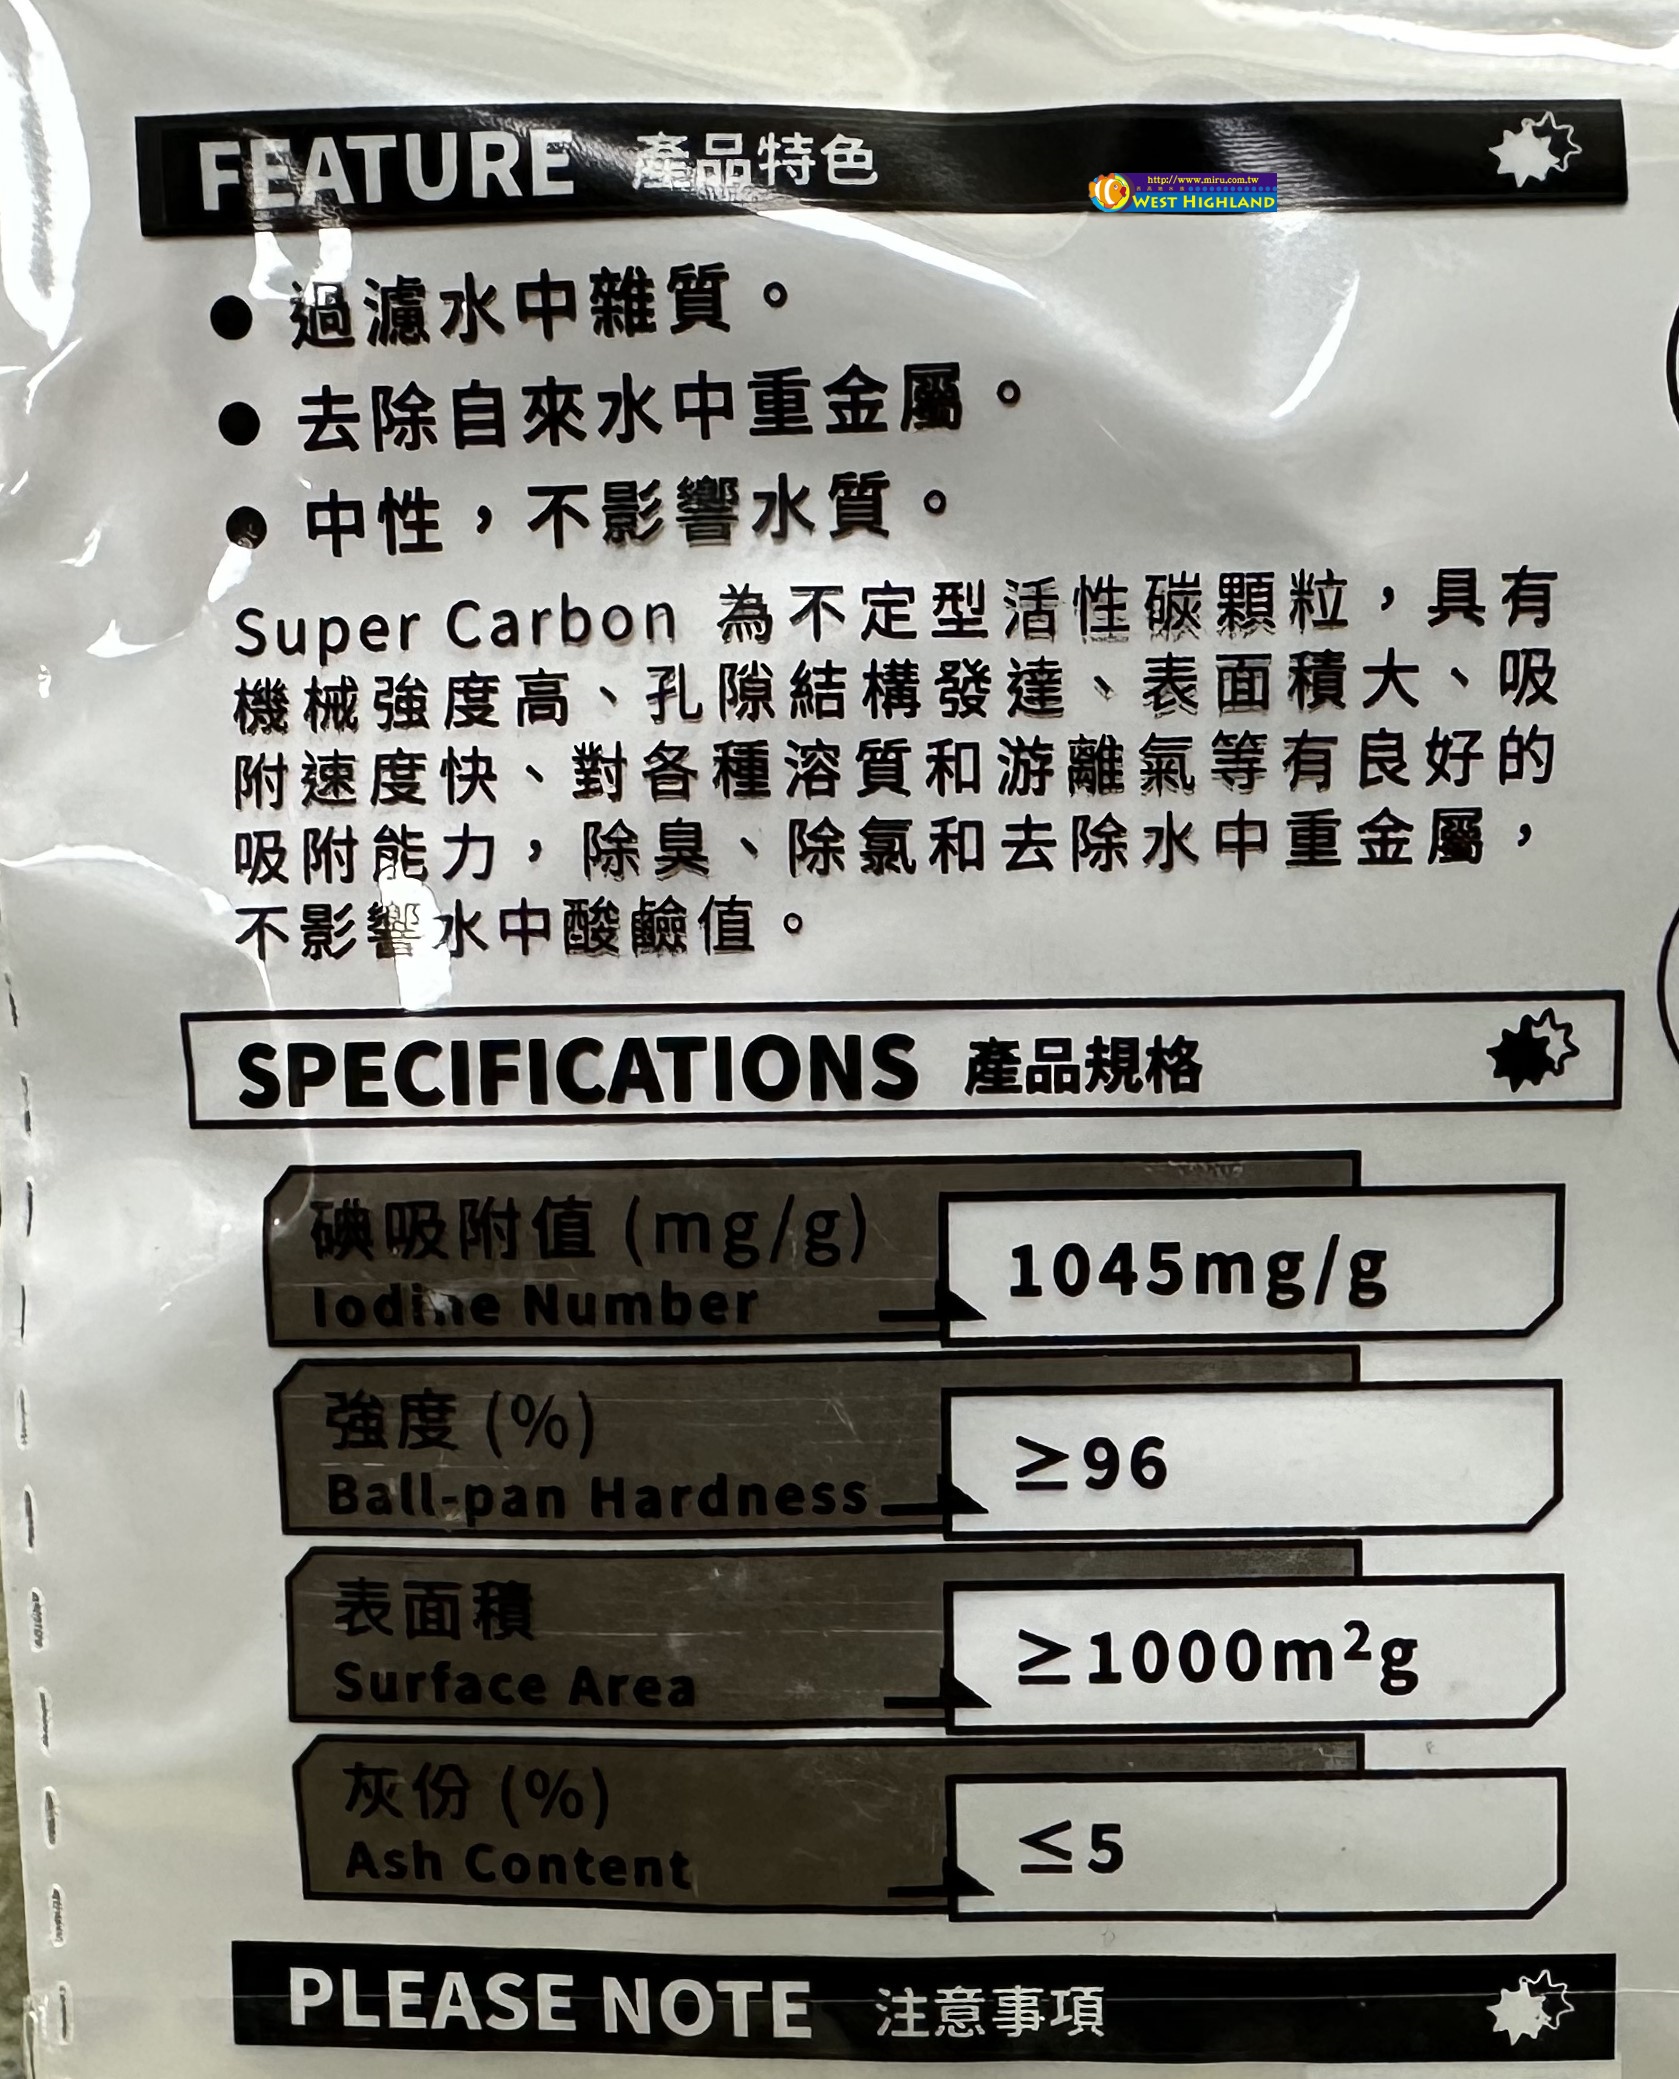 FEATURE 產品特色
http://www.miru.com.tw
WEST HIGHLAND
● 過濾水中雜質。
● 去除自來水中重金屬。
● 中性，不影響水質。
Super Carbon 為不定型活性碳顆粒，具有
機械強度高、孔隙結構發達、表面積大、吸
附速度快、對各種溶質和游離氣等有良好的
吸附能力，除臭、除氯和去除水中重金屬，
不影響水中酸鹼值。
SPECIFICATIONS 產品規格
碘吸附值 (mg/g)
Iodine Number
1045mg/g
強度 (%)
Ball-pan Hardness
≥96
表面積
Surface Area
≥1000m²g
灰份 (%)
Ash Content
≤5
PLEASE NOTE 注意事項